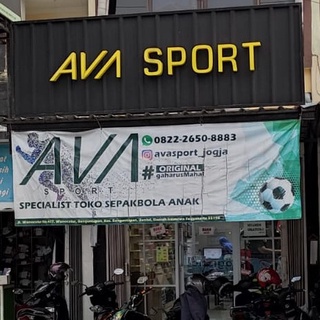 AVA SPORT
AVA
SPORT
0822-2650-8883
avasport_jogja
# ORIGINAL
gaharusMahal
SPECIALIST TOKO SEPAKBOLA ANAK